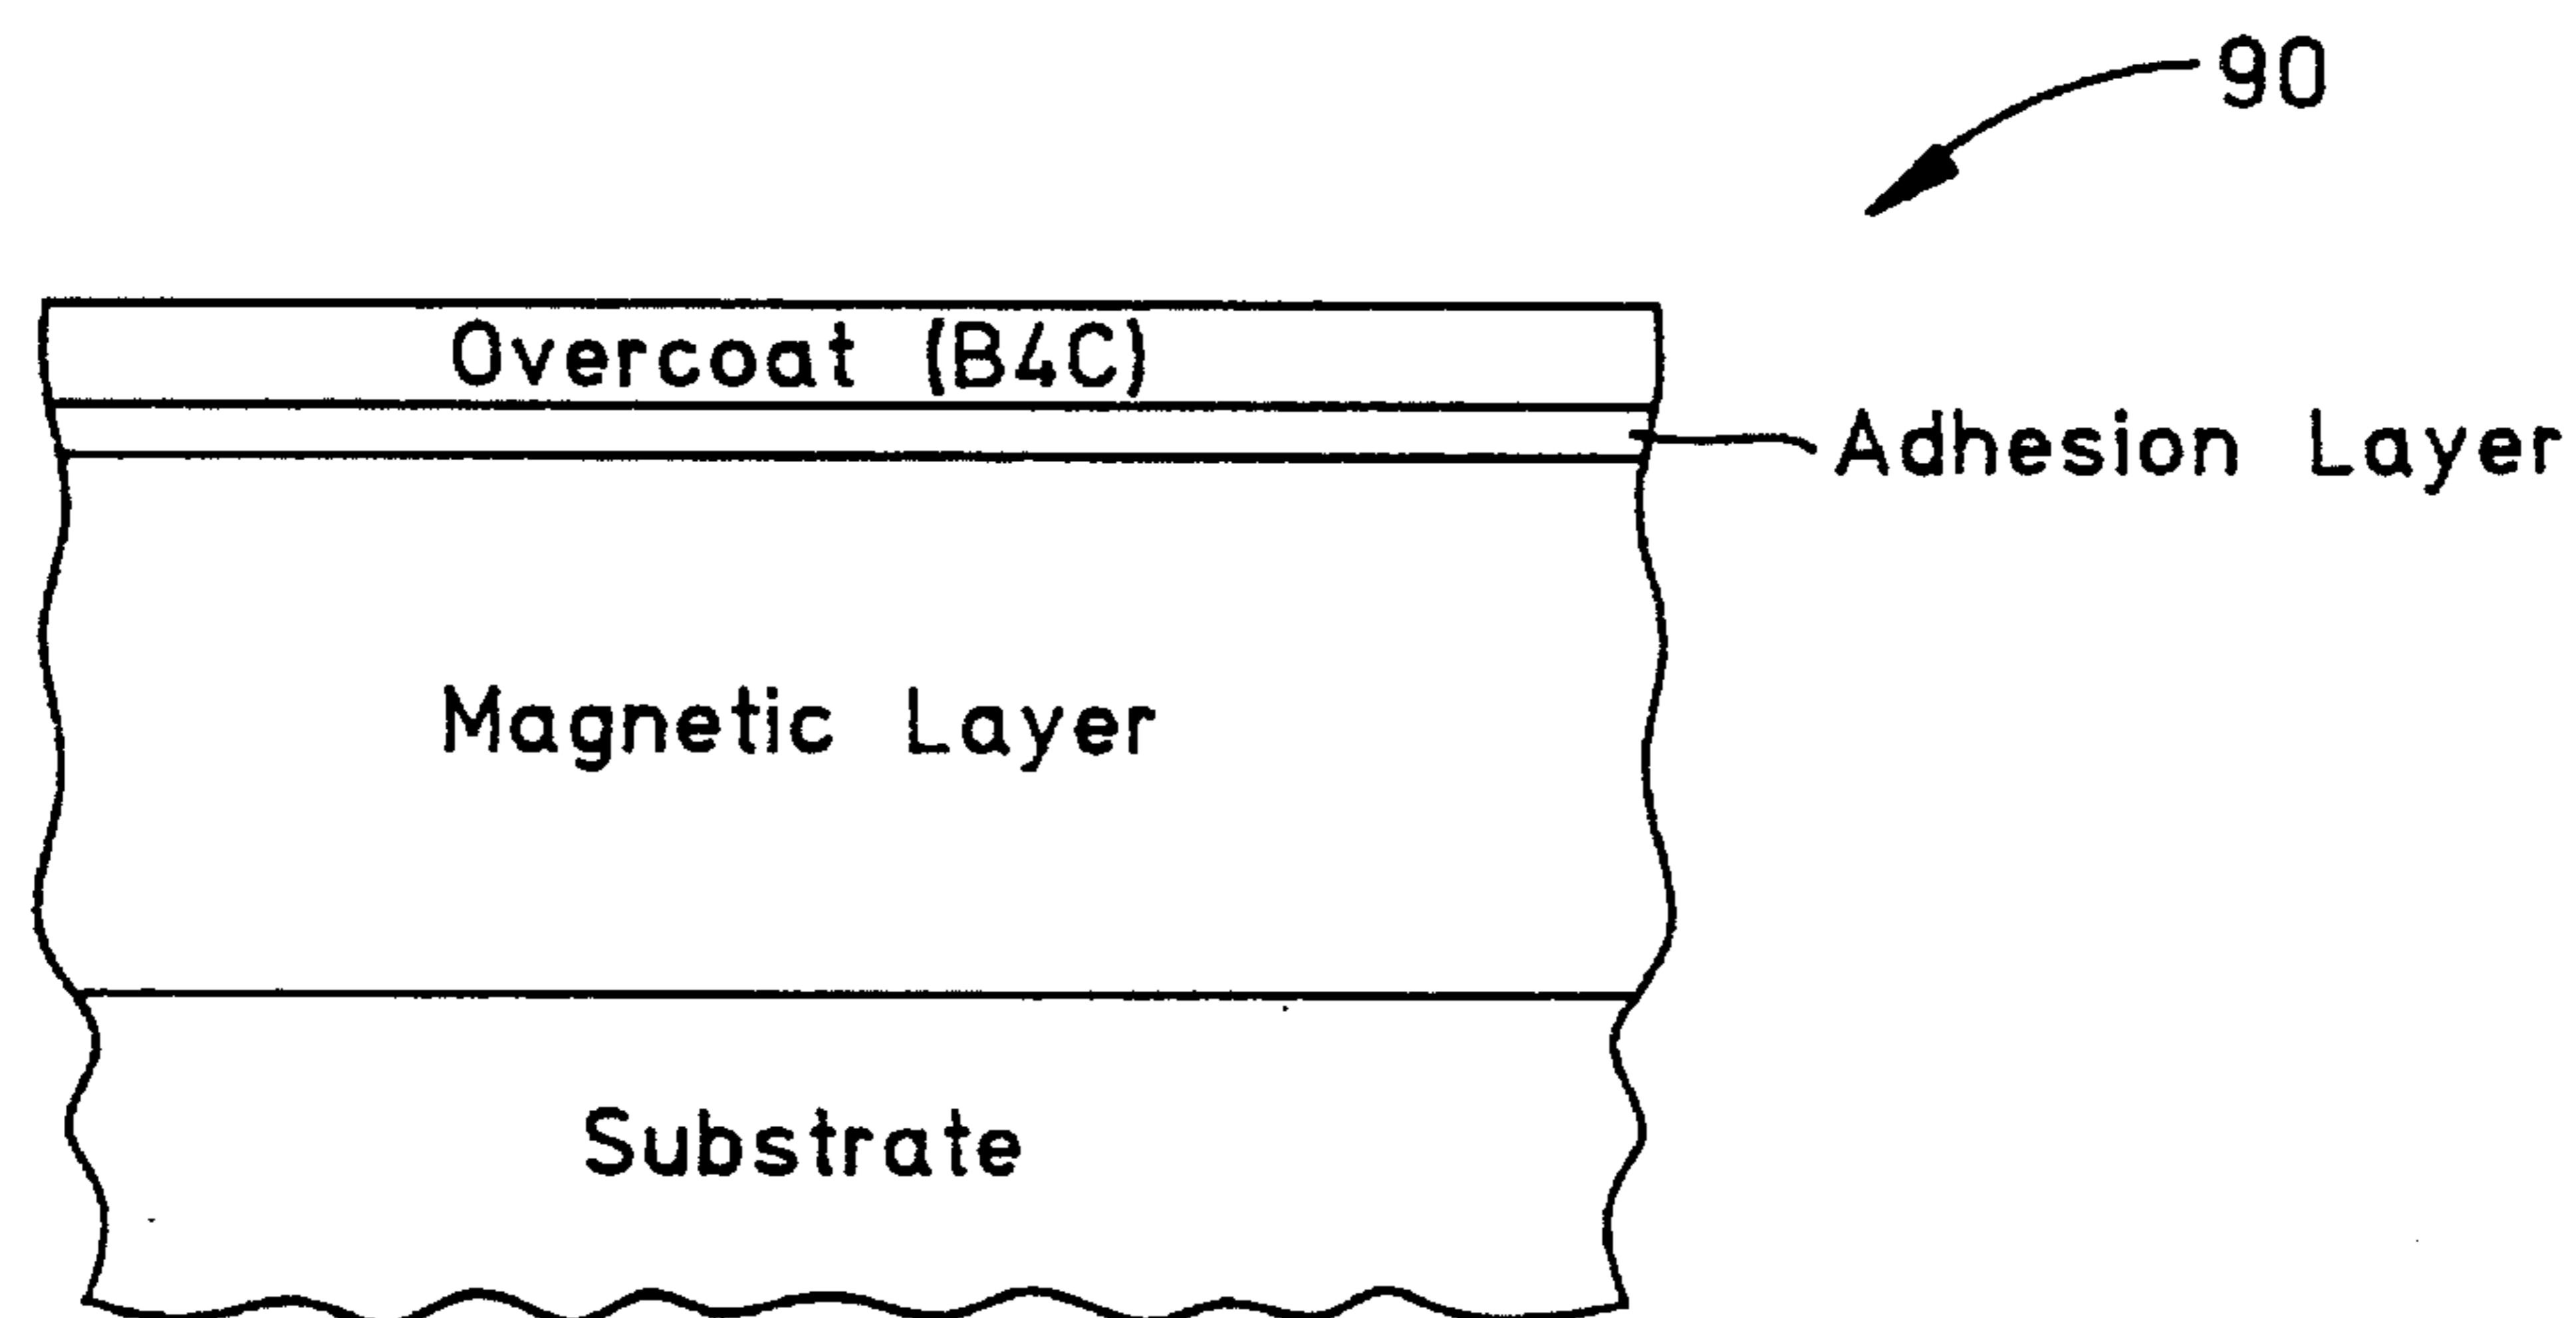 90
Overcoat (B4C)
Adhesion Layer
Magnetic Layer
Substrate